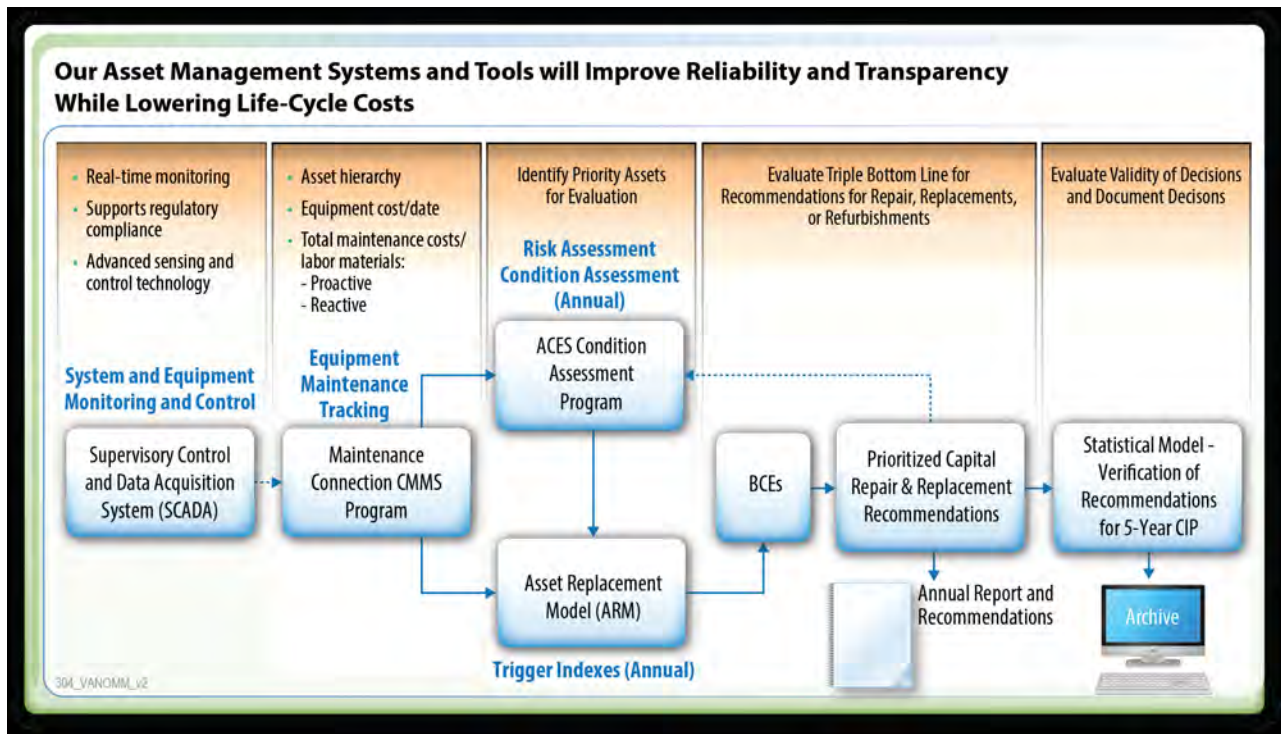 Our Asset Management Systems and Tools will Improve Reliability and Transparency
While Lowering Life-Cycle Costs
• Real-time monitoring
• Supports regulatory
compliance
• Advanced sensing and
control technology
System and Equipment
Monitoring and Control
Supervisory Control
and Data Acquisition
System (SCADA)
• Asset hierarchy
• Equipment cost/date
• Total maintenance costs/
labor materials:
- Proactive
- Reactive
Equipment
Maintenance
Tracking
Maintenance
Connection CMMS
Program
Identify Priority Assets
for Evaluation
Risk Assessment
Condition Assessment
(Annual)
ACES Condition
Assessment
Program
Asset Replacement
Model (ARM)
Trigger Indexes (Annual)
Evaluate Triple Bottom Line for
Recommendations for Repair, Replacements,
or Refurbishments
BCEs
Prioritized Capital
Repair & Replacement
Recommendations
Annual Report and
Recommendations
Evaluate Validity of Decisions
and Document Decisons
Statistical Model -
Verification of
Recommendations
for 5-Year CIP
Archive
304_VANOMM_v2